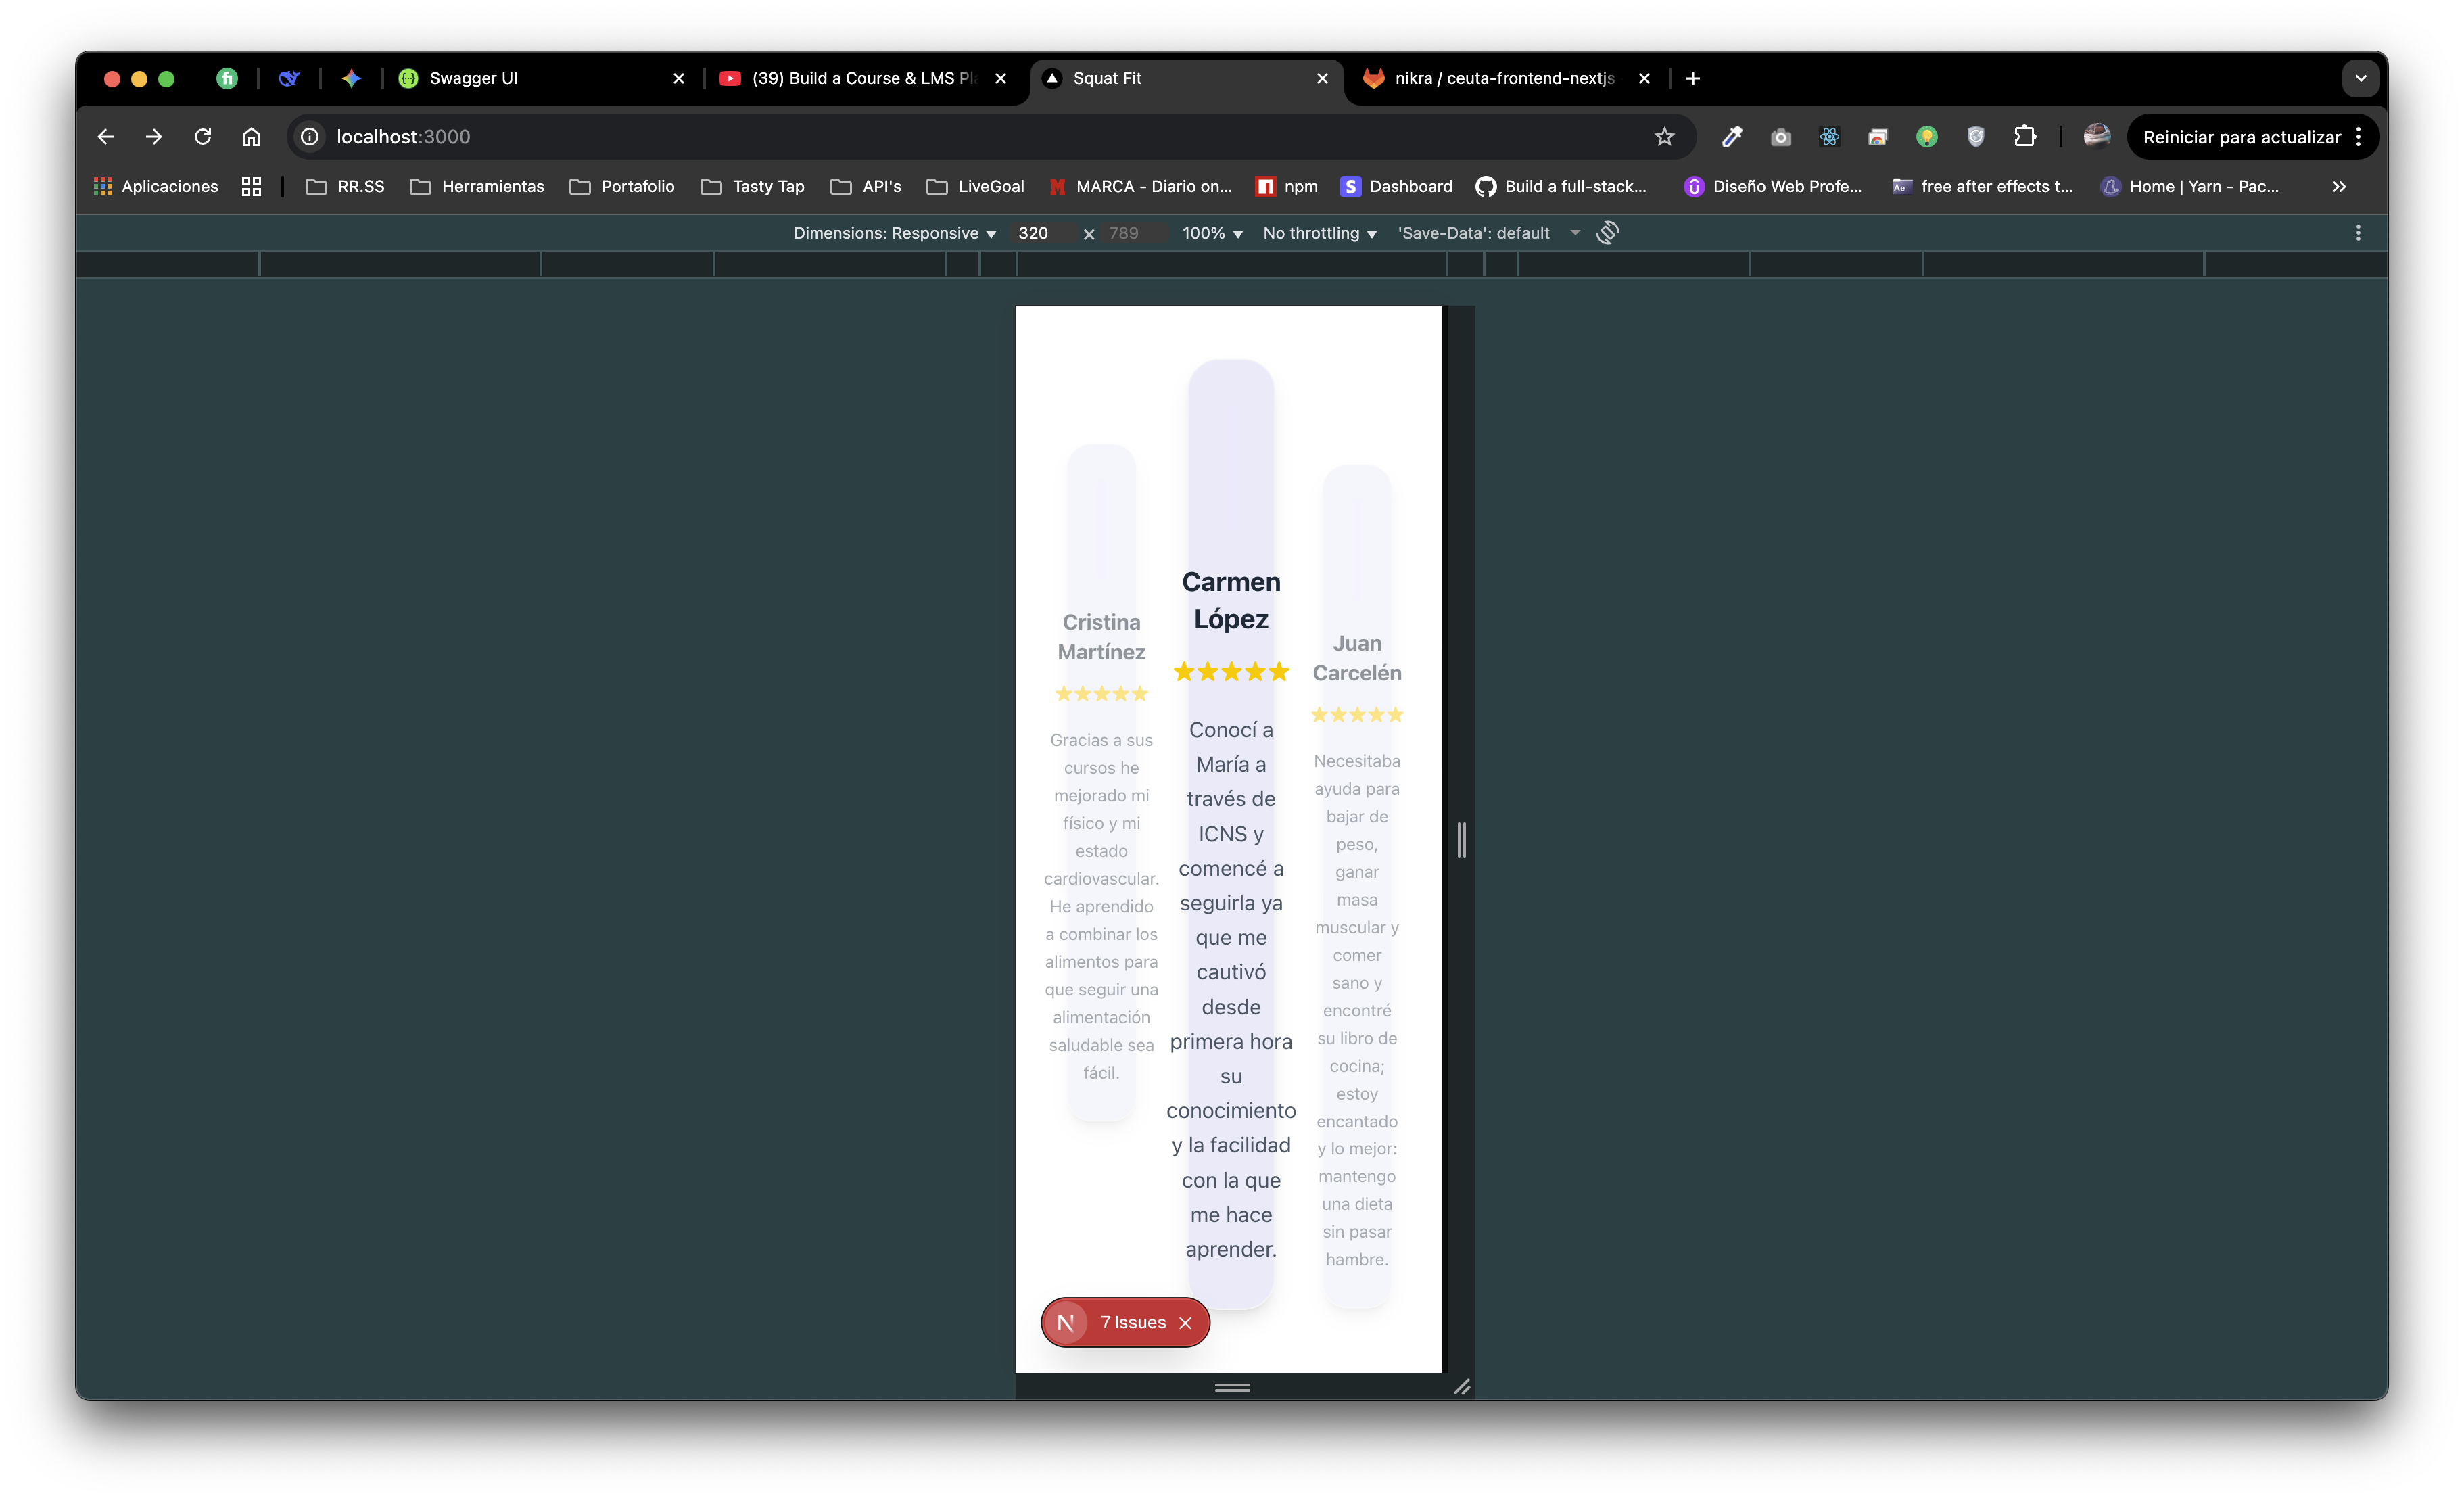 Swagger UI
(39) Build a Course & LMS Pla
Squat Fit
nikra / ceuta-frontend-nextjs
localhost:3000
Reiniciar para actualizar
Aplicaciones
RR.SS
Herramientas
Portafolio
Tasty Tap
API's
LiveGoal
MARCA - Diario on...
npm
Dashboard
Build a full-stack...
Diseño Web Profe...
free after effects t...
Home | Yarn - Pac...
Dimensions: Responsive
320
×
789
100%
No throttling
'Save-Data': default
Cristina
Martínez
Gracias a sus
cursos he
mejorado mi
físico y mi
estado
cardiovascular.
He aprendido
a combinar los
alimentos para
que seguir una
alimentación
saludable sea
fácil.
Carmen
López
Conocí a
María a
través de
ICNS y
comencé a
seguirla ya
que me
cautivó
desde
primera hora
su
conocimiento
y la facilidad
con la que
me hace
aprender.
Juan
Carcelén
Necesitaba
ayuda para
bajar de
peso,
ganar
masa
muscular y
comer
sano y
encontré
su libro de
cocina;
estoy
encantado
y lo mejor:
mantengo
una dieta
sin pasar
hambre.
7 Issues